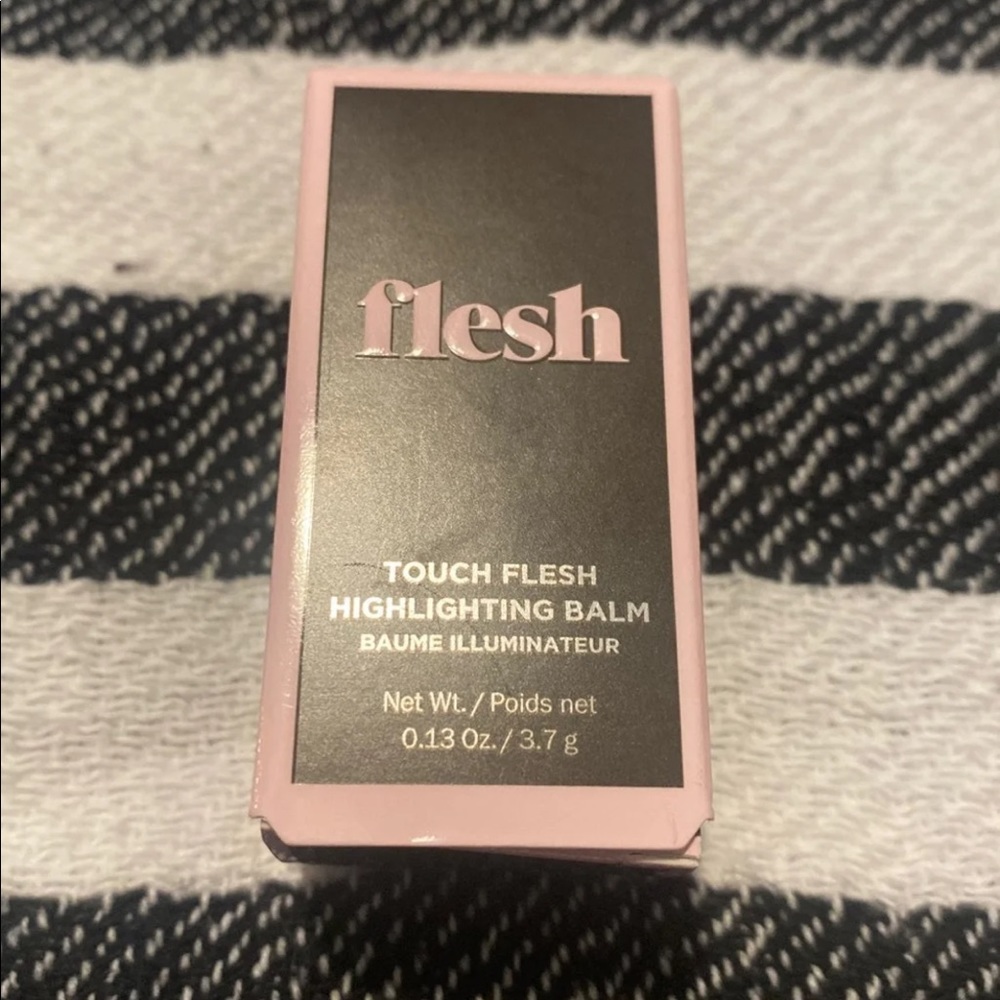 flesh
TOUCH FLESH
HIGHLIGHTING BALM
BAUME ILLUMINATEUR
Net Wt. / Poids net
0.13 Oz. / 3.7 g